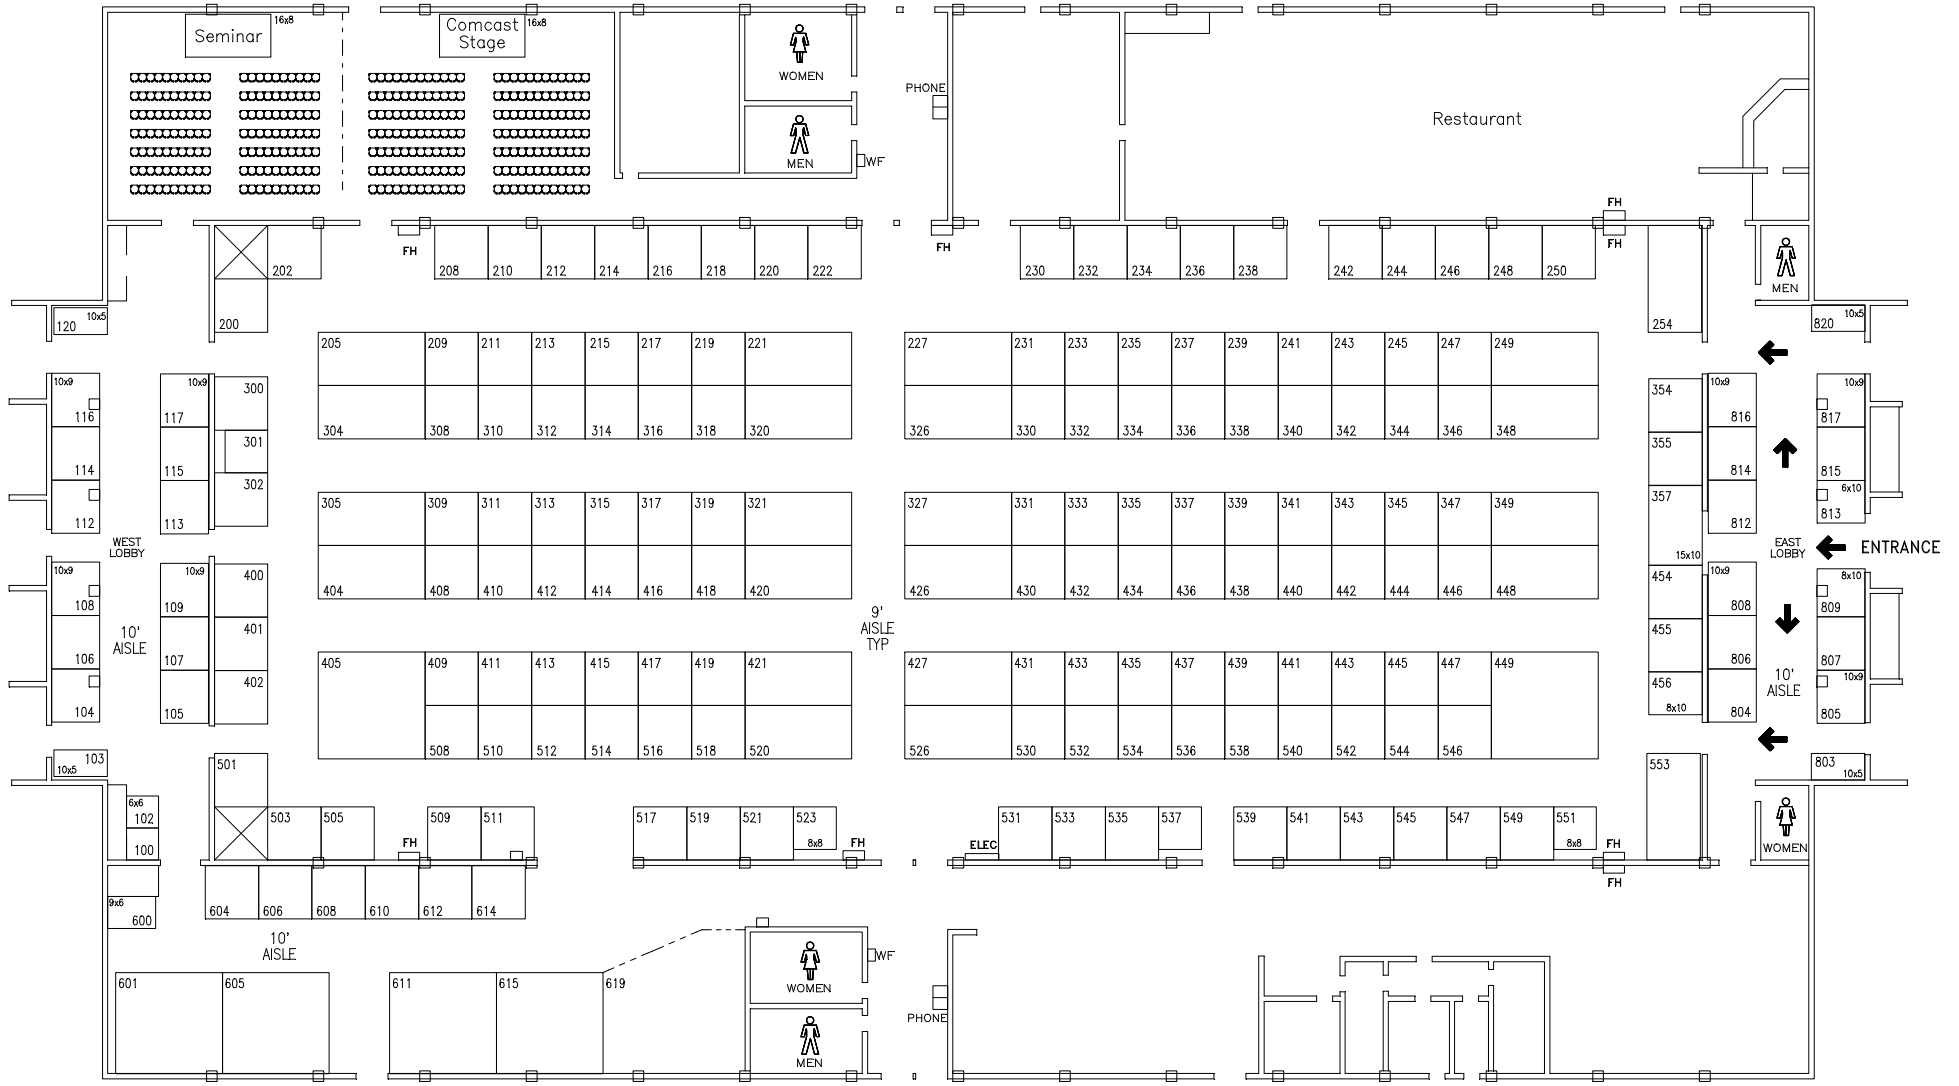 Seminar
16x8
Comcast
Stage
16x8
WOMEN
MEN
WF
PHONE
Restaurant
FH
FH
FH
FH
MEN
202
208 210 212 214 216 218 220 222
230 232 234 236 238
242 244 246 248 250
120 10x5
200
254
820 10x5
205 209 211 213 215 217 219 221
227 231 233 235 237 239 241 243 245 247 249
304 308 310 312 314 316 318 320
326 330 332 334 336 338 340 342 344 346 348
10x9
116
114
112
10x9
117
115
113
300
301
302
354
355
357
15x10
10x9
816
814
812
10x9
817
815
6x10
813
305 309 311 313 315 317 319 321
327 331 333 335 337 339 341 343 345 347 349
404 408 410 412 414 416 418 420
426 430 432 434 436 438 440 442 444 446 448
WEST
LOBBY
EAST
LOBBY
ENTRANCE
10x9
108
106
104
10'
AISLE
10x9
109
107
105
400
401
402
9'
AISLE
TYP
454
455
456
8x10
10x9
808
806
804
10'
AISLE
8x10
809
807
10x9
805
405 409 411 413 415 417 419 421
427 431 433 435 437 439 441 443 445 447 449
508 510 512 514 516 518 520
526 530 532 534 536 538 540 542 544 546
103
10x5
501
553
803
10x5
6x6
102
100
503 505
509 511
517 519 521 523
8x8
531 533 535 537
539 541 543 545 547 549 551
8x8
FH
FH
ELEC
FH
FH
WOMEN
9x6
600
604 606 608 610 612 614
10'
AISLE
601 605
611 615 619
WF
WOMEN
MEN
PHONE